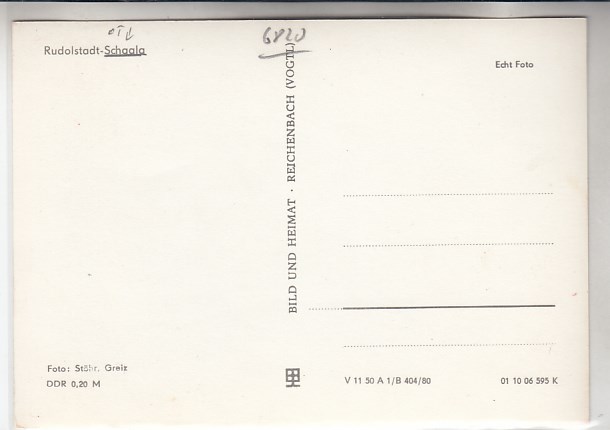 OTL
6820
Rudolstadt-Schaala
Echt Foto
BILD UND HEIMAT · REICHENBACH (VOGTL)
Foto: Stöhr, Greiz
DDR 0,20 M
V 11 50 A 1/B 404/80
01 10 06 595 K